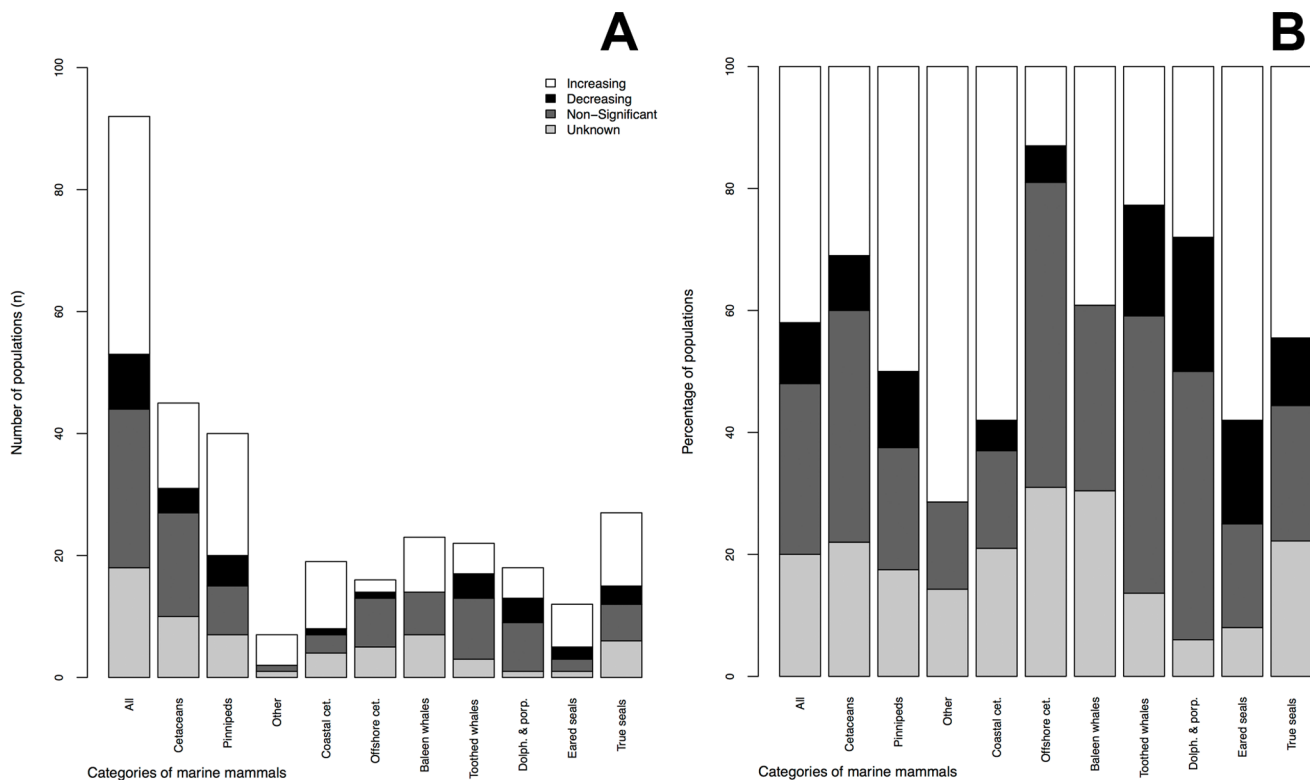 A
100
80
60
40
20
0
Number of populations (n)
Increasing
Decreasing
Non-Significant
Unknown
All
Cetaceans
Pinnipeds
Other
Coastal cet.
Offshore cet.
Baleen whales
Toothed whales
Dolph. & porp.
Eared seals
True seals
Categories of marine mammals
B
100
80
60
40
20
0
Percentage of populations
All
Cetaceans
Pinnipeds
Other
Coastal cet.
Offshore cet.
Baleen whales
Toothed whales
Dolph. & porp.
Eared seals
True seals
Categories of marine mammals